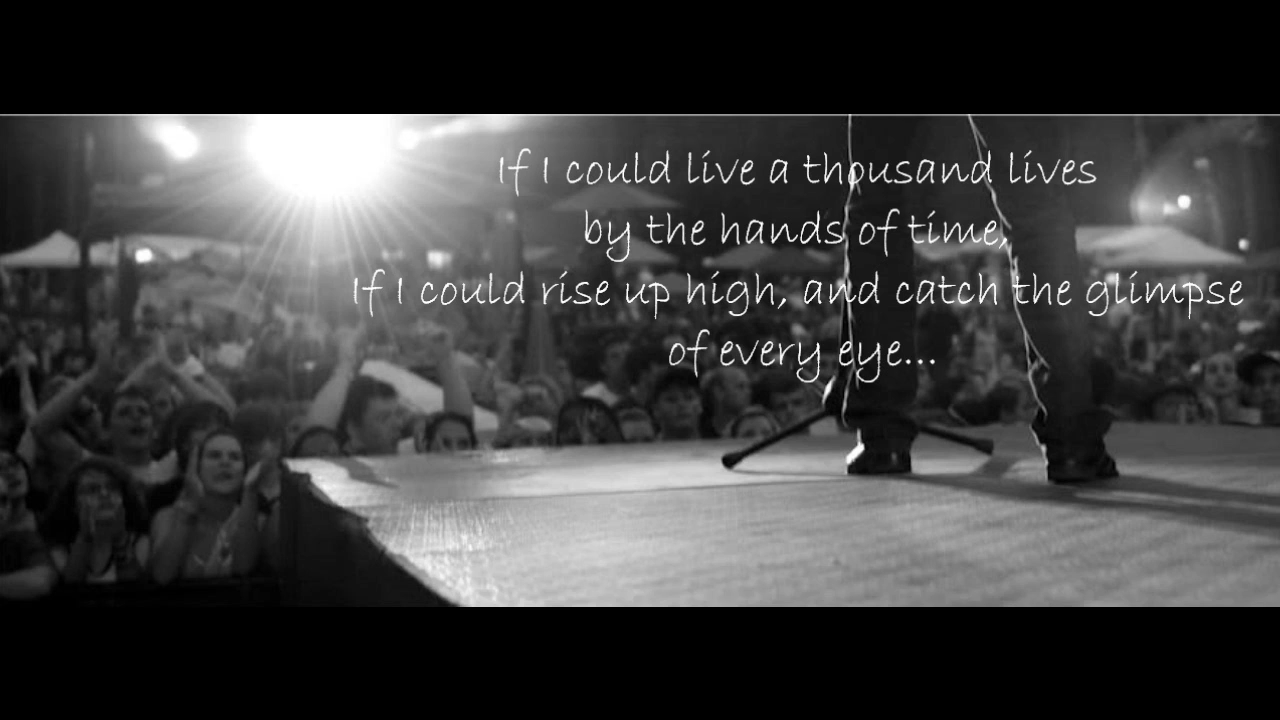 If I could live a thousand lives
by the hands of time,
If I could rise up high, and catch the glimpse
of every eye...